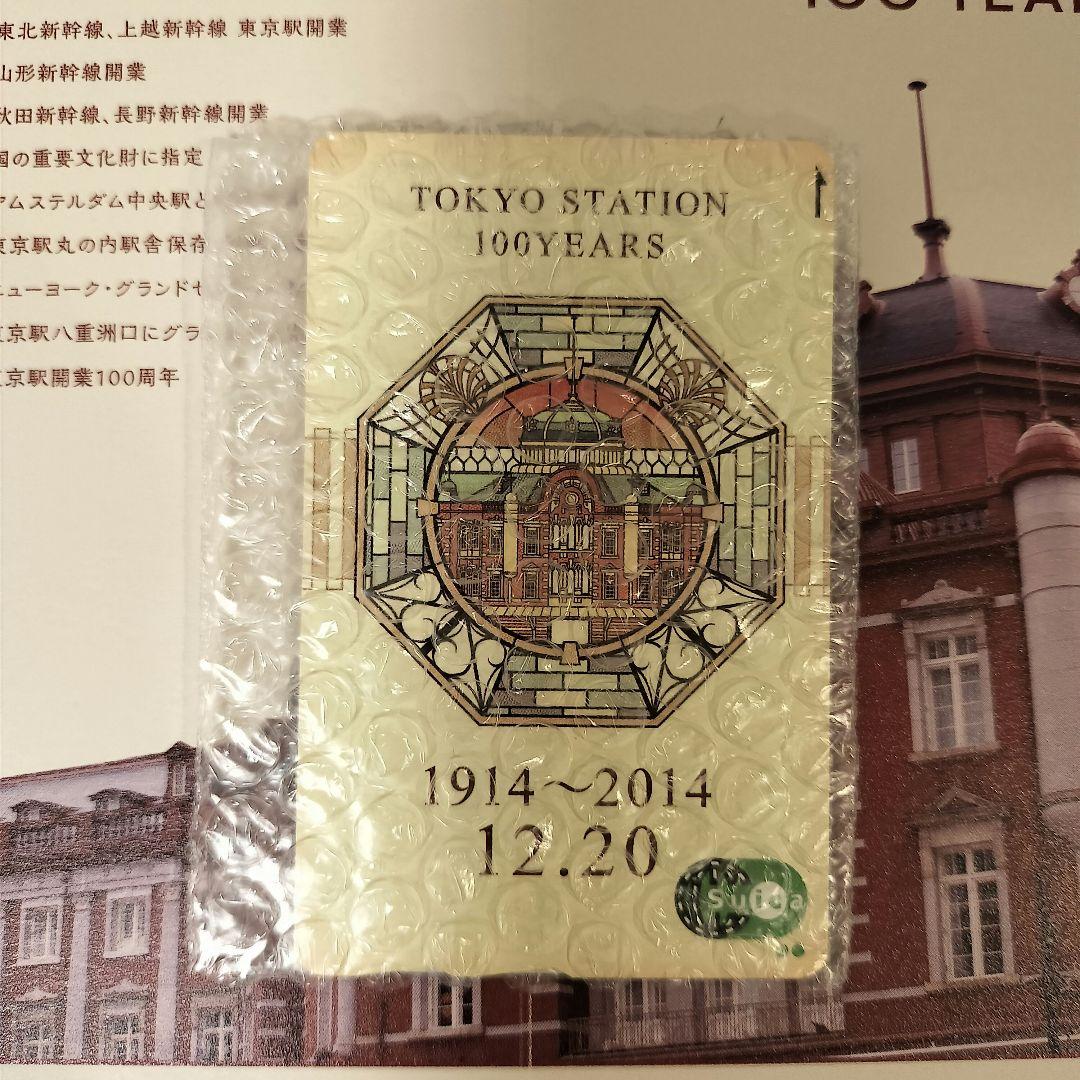 東北新幹線、上越新幹線 東京駅開業
山形新幹線開業
秋田新幹線、長野新幹線開業
国の重要文化財に指定
アムステルダム中央駅と
東京駅丸の内駅舎保存
ニューヨーク・グランドセ
東京駅八重洲口にグラ
東京駅開業100周年
100 YEAR
TOKYO STATION
100YEARS
1914〜2014
12.20
Suica